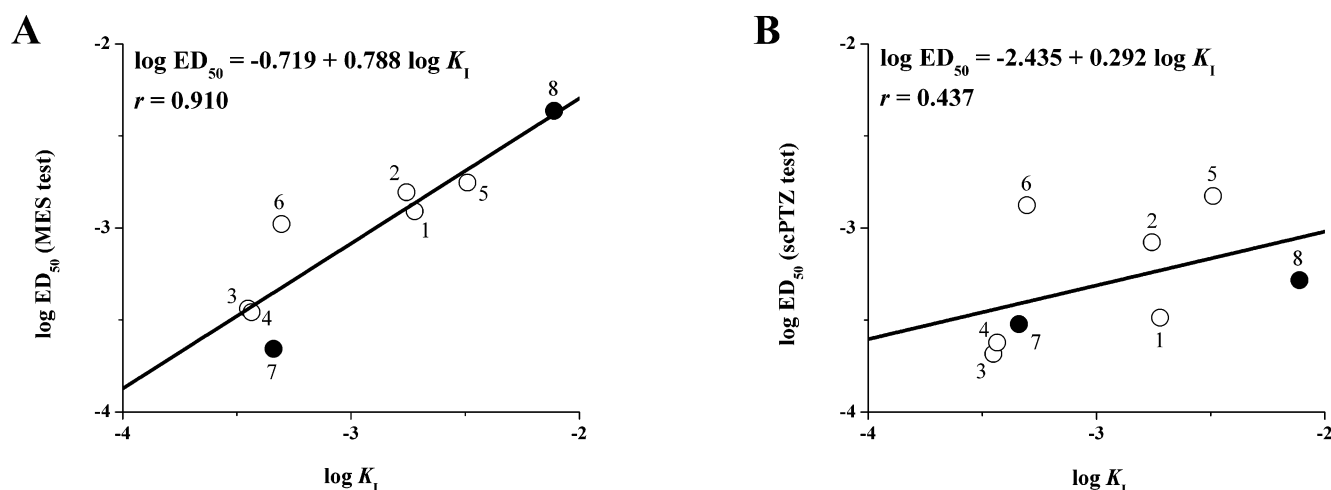 A
log ED50 = -0.719 + 0.788 log KI
r = 0.910
-2
-3
-4
log ED50 (MES test)
8
2
6
5
1
3
4
7
-4
-3
-2
log KI
B
log ED50 = -2.435 + 0.292 log KI
r = 0.437
-2
-3
-4
log ED50 (scPTZ test)
6
5
2
8
4
7
1
3
-4
-3
-2
log KI